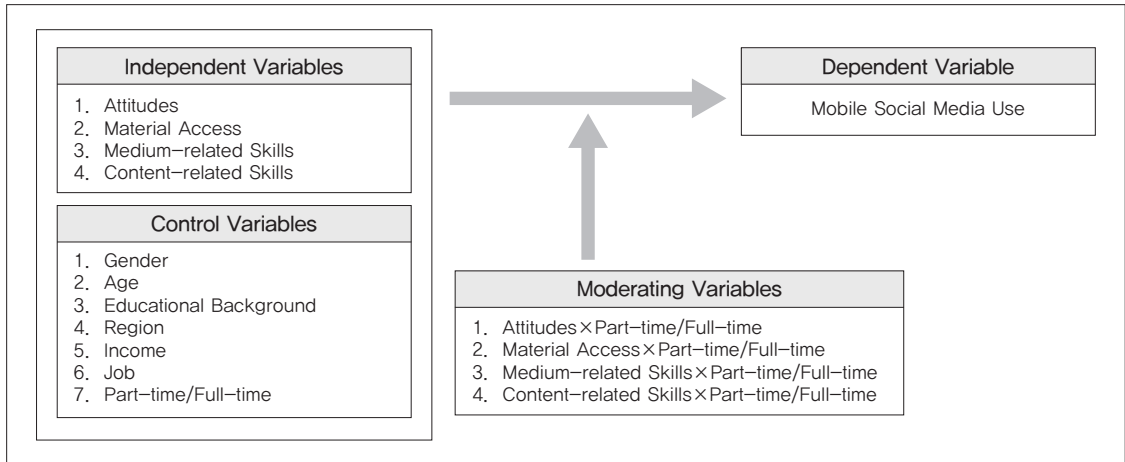 Independent Variables
1. Attitudes
2. Material Access
3. Medium-related Skills
4. Content-related Skills
Control Variables
1. Gender
2. Age
3. Educational Background
4. Region
5. Income
6. Job
7. Part-time/Full-time
Dependent Variable
Mobile Social Media Use
Moderating Variables
1. Attitudes×Part-time/Full-time
2. Material Access×Part-time/Full-time
3. Medium-related Skills×Part-time/Full-time
4. Content-related Skills×Part-time/Full-time